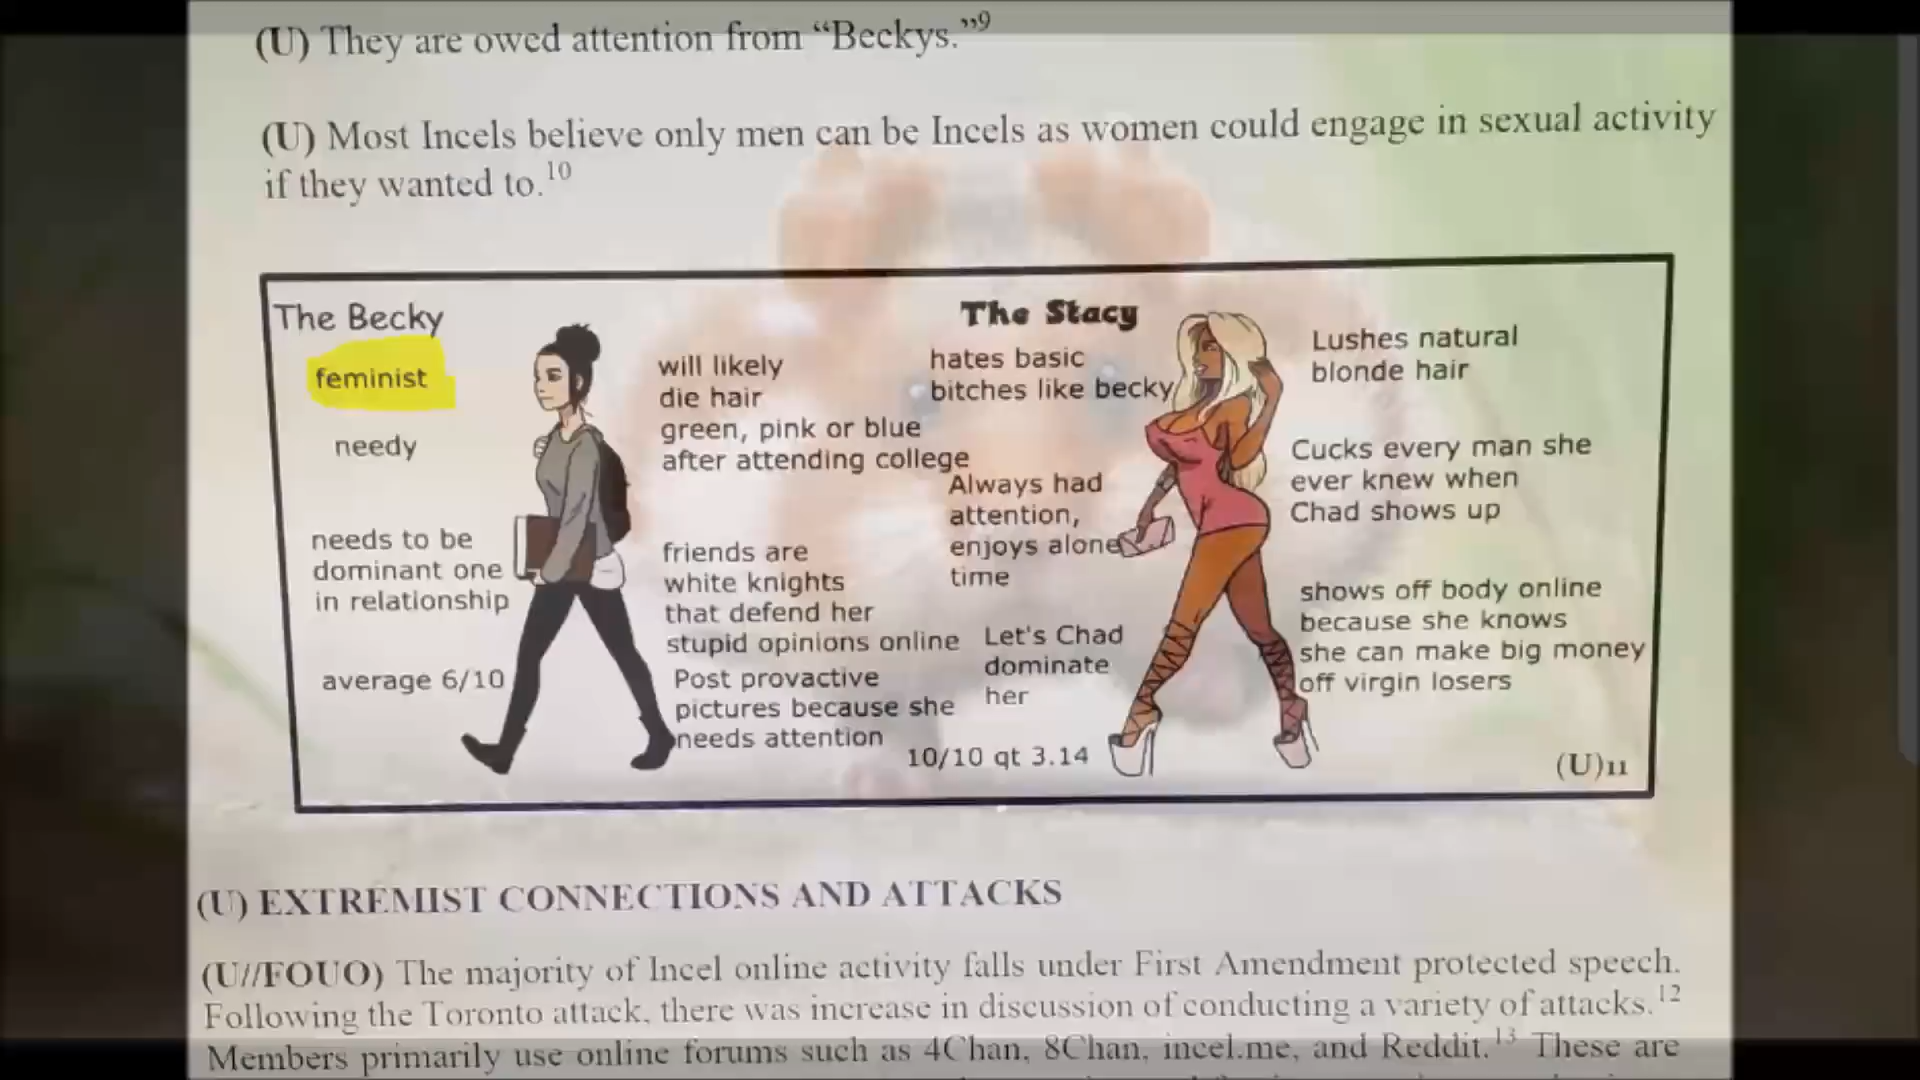 (U) They are owed attention from “Beckys.”9
(U) Most Incels believe only men can be Incels as women could engage in sexual activity
if they wanted to.10
The Becky
feminist
needy
needs to be
dominant one
in relationship
average 6/10
will likely
die hair
green, pink or blue
after attending college
friends are
white knights
that defend her
stupid opinions online
Post provactive
pictures because she
needs attention
The Stacy
hates basic
bitches like becky
Always had
attention,
enjoys alone
time
Let's Chad
dominate
her
10/10 qt 3.14
Lushes natural
blonde hair
Cucks every man she
ever knew when
Chad shows up
shows off body online
because she knows
she can make big money
off virgin losers
(U)11
(U) EXTREMIST CONNECTIONS AND ATTACKS
(U//FOUO) The majority of Incel online activity falls under First Amendment protected speech.
Following the Toronto attack, there was increase in discussion of conducting a variety of attacks.12
Members primarily use online forums such as 4Chan, 8Chan, incel.me, and Reddit.13 These are